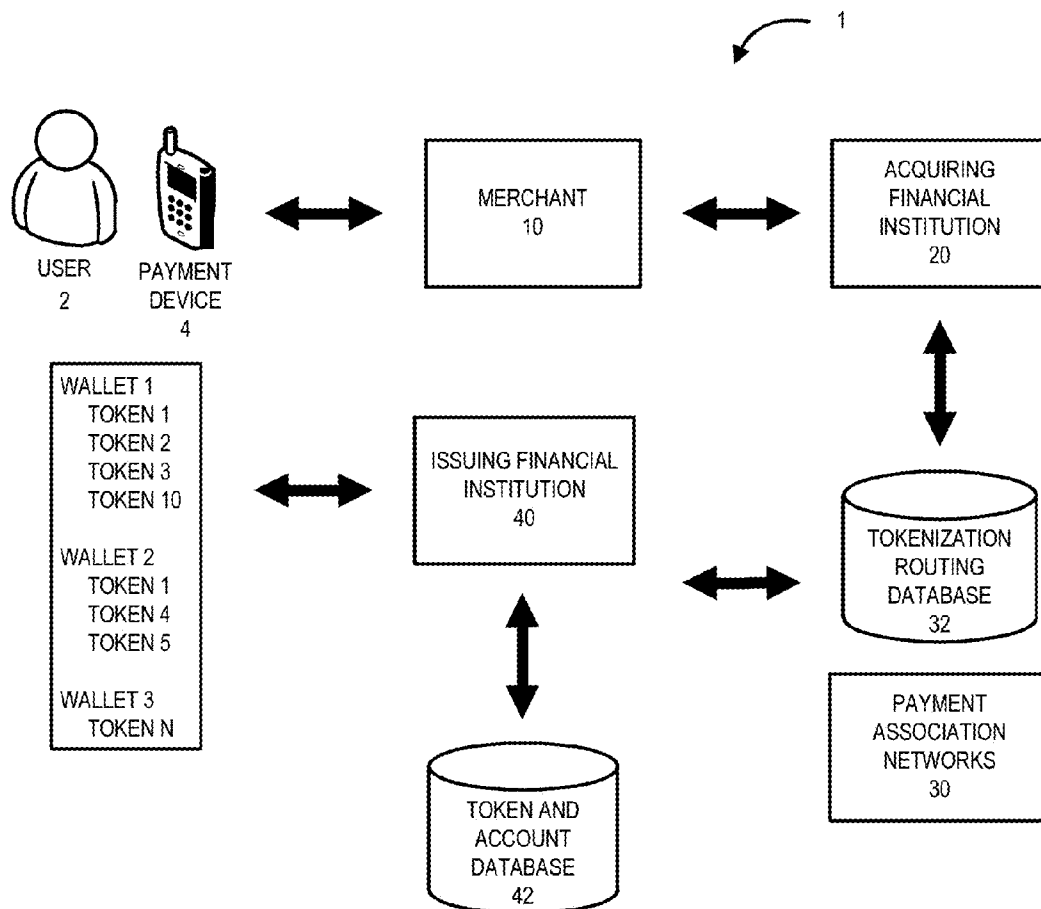 1
USER
2
PAYMENT
DEVICE
4
MERCHANT
10
ACQUIRING
FINANCIAL
INSTITUTION
20
WALLET 1
TOKEN 1
TOKEN 2
TOKEN 3
TOKEN 10
WALLET 2
TOKEN 1
TOKEN 4
TOKEN 5
WALLET 3
TOKEN N
ISSUING FINANCIAL
INSTITUTION
40
TOKENIZATION
ROUTING
DATABASE
32
PAYMENT
ASSOCIATION
NETWORKS
30
TOKEN AND
ACCOUNT
DATABASE
42